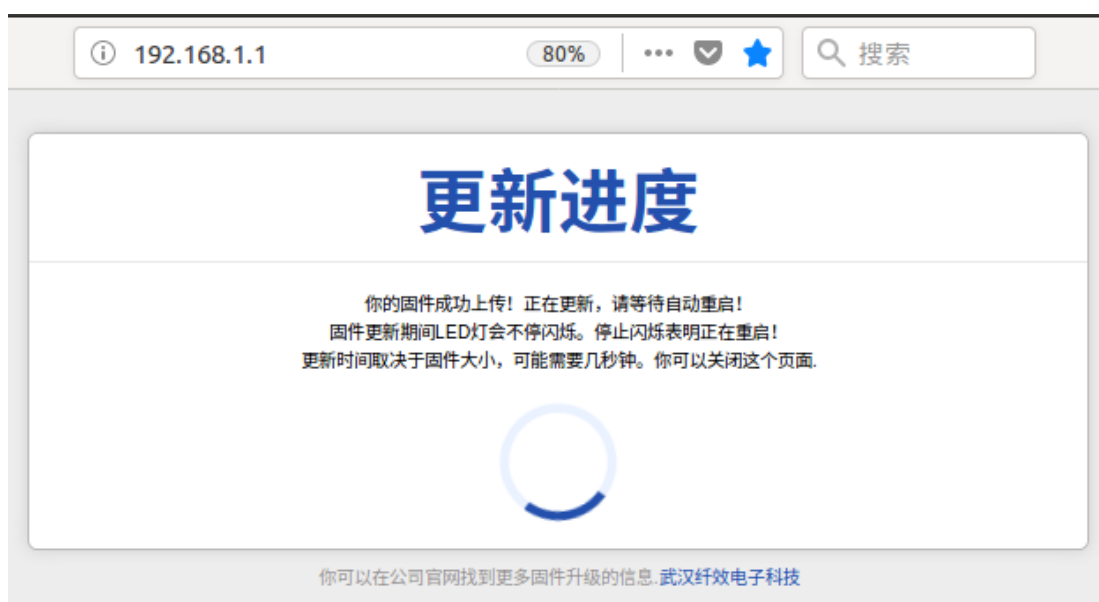 192.168.1.1 80% 搜索
更新进度
你的固件成功上传！正在更新，请等待自动重启！
固件更新期间LED灯会不停闪烁。停止闪烁表明正在重启！
更新时间取决于固件大小，可能需要几秒钟。你可以关闭这个页面.
你可以在公司官网找到更多固件升级的信息.武汉纤效电子科技